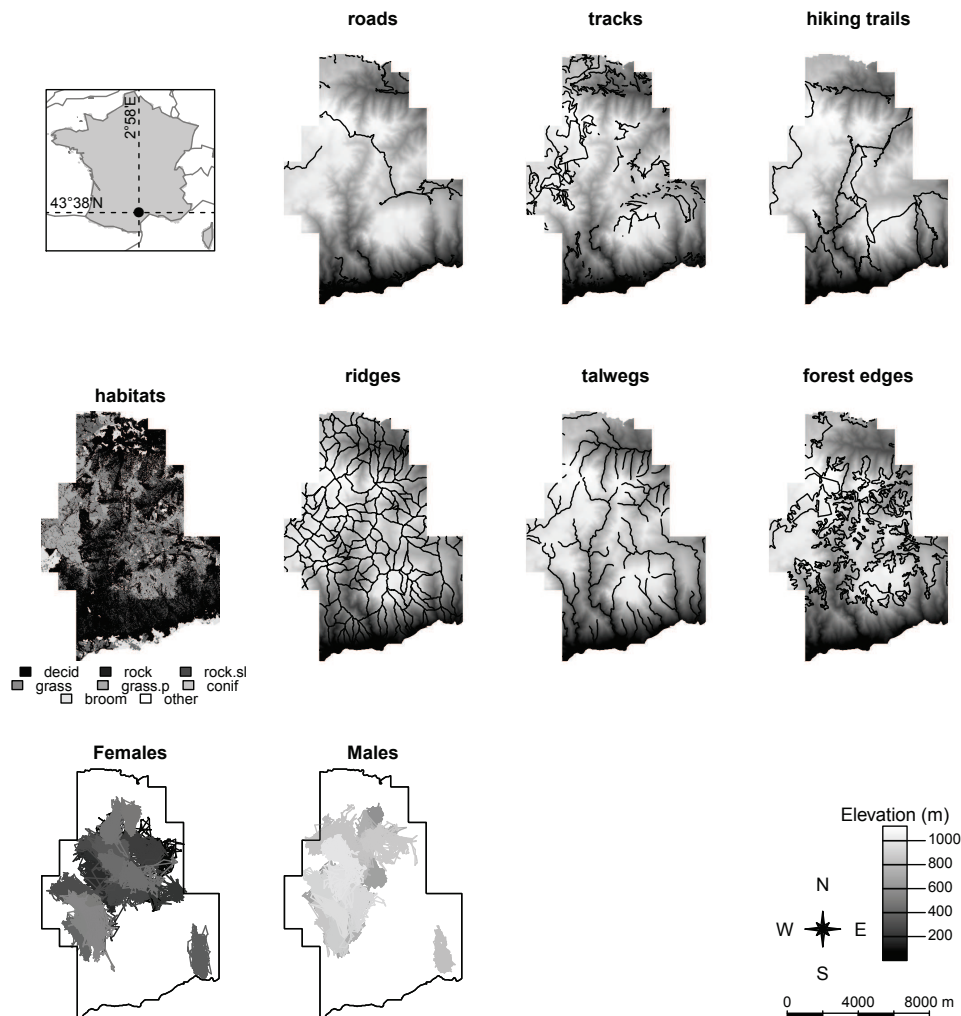 roads
tracks
hiking trails
2°58'E
43°38'N
habitats
ridges
talwegs
forest edges
decid rock rock.sl
grass grass.p conif
broom other
Females
Males
Elevation (m)
1000
800
600
400
200
N
W E
S
0 4000 8000 m